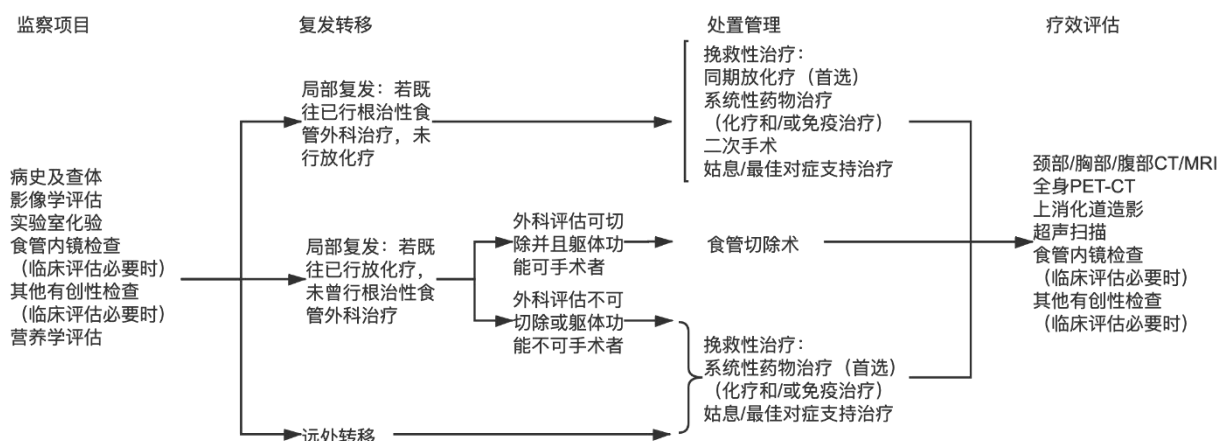 监察项目
复发转移
处置管理
疗效评估
病史及查体
影像学评估
实验室化验
食管内镜检查
（临床评估必要时）
其他有创性检查
（临床评估必要时）
营养学评估
局部复发：若既
往已行根治性食
管外科治疗，未
行放化疗
局部复发：若既
往已行放化疗，
未曾行根治性食
管外科治疗
远处转移
外科评估可切
除并且躯体功
能可手术者
外科评估不可
切除或躯体功
能不可手术者
挽救性治疗：
同期放化疗（首选）
系统性药物治疗
（化疗和/或免疫治疗）
二次手术
姑息/最佳对症支持治疗
食管切除术
挽救性治疗：
系统性药物治疗（首选）
（化疗和/或免疫治疗）
姑息/最佳对症支持治疗
颈部/胸部/腹部CT/MRI
全身PET-CT
上消化道造影
超声扫描
食管内镜检查
（临床评估必要时）
其他有创性检查
（临床评估必要时）